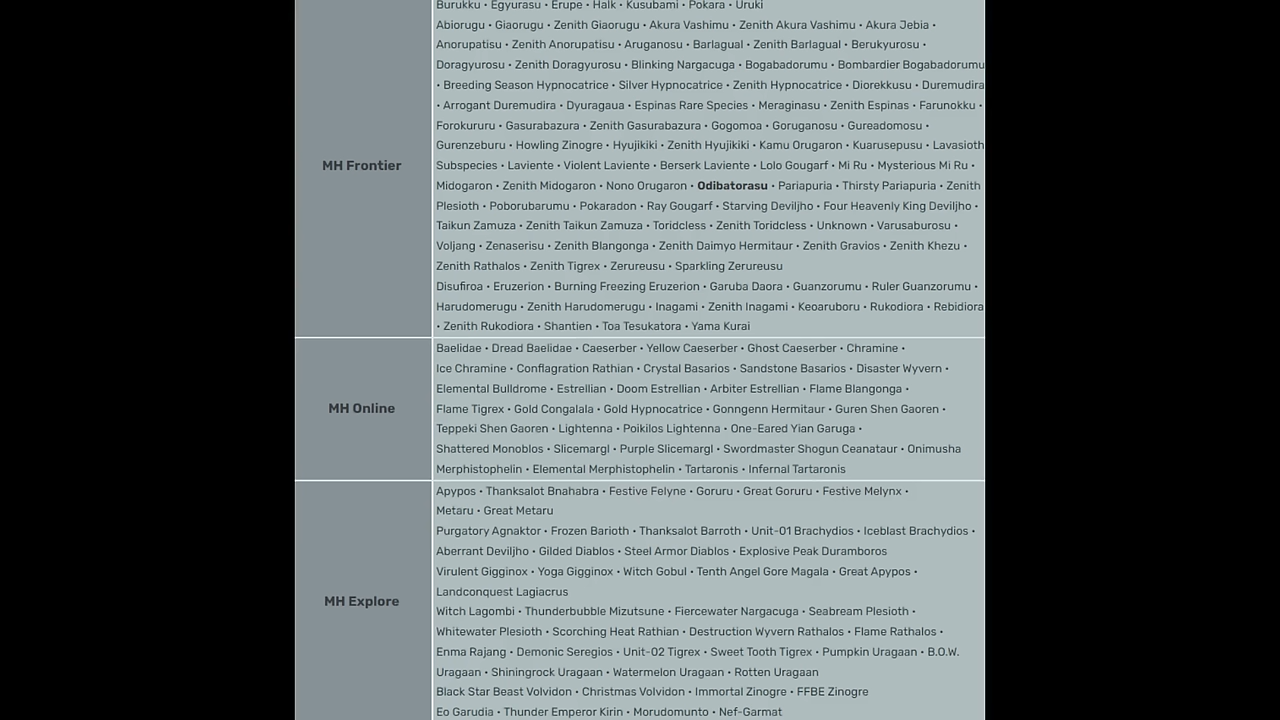 Burukku • Egyurasu • Erupe • Halk • Kusubami • Pokara • Uruki
Abiorugu • Giaorugu • Zenith Giaorugu • Akura Vashimu • Zenith Akura Vashimu • Akura Jebia •
Anorupatisu • Zenith Anorupatisu • Aruganosu • Barlagual • Zenith Barlagual • Berukyurosu •
Doragyurosu • Zenith Doragyurosu • Blinking Nargacuga • Bogabadorumu • Bombardier Bogabadorumu
• Breeding Season Hypnocatrice • Silver Hypnocatrice • Zenith Hypnocatrice • Diorekkusu • Duremudira
• Arrogant Duremudira • Dyuragaua • Espinas Rare Species • Meraginasu • Zenith Espinas • Farunokku •
Forokururu • Gasurabazura • Zenith Gasurabazura • Gogomoa • Goruganosu • Gureadomosu •
MH Frontier
Gurenzeburu • Howling Zinogre • Hyujikiki • Zenith Hyujikiki • Kamu Orugaron • Kuarusepusu • Lavasioth
Subspecies • Laviente • Violent Laviente • Berserk Laviente • Lolo Gougarf • Mi Ru • Mysterious Mi Ru •
Midogaron • Zenith Midogaron • Nono Orugaron • Odibatorasu • Pariapuria • Thirsty Pariapuria • Zenith
Plesioth • Poborubarumu • Pokaradon • Ray Gougarf • Starving Deviljho • Four Heavenly King Deviljho •
Taikun Zamuza • Zenith Taikun Zamuza • Toridcless • Zenith Toridcless • Unknown • Varusaburosu •
Voljang • Zenaserisu • Zenith Blangonga • Zenith Daimyo Hermitaur • Zenith Gravios • Zenith Khezu •
Zenith Rathalos • Zenith Tigrex • Zerureusu • Sparkling Zerureusu
Disufiroa • Eruzerion • Burning Freezing Eruzerion • Garuba Daora • Guanzorumu • Ruler Guanzorumu •
Harudomerugu • Zenith Harudomerugu • Inagami • Zenith Inagami • Keoaruboru • Rukodiora • Rebidiora
• Zenith Rukodiora • Shantien • Toa Tesukatora • Yama Kurai
MH Online
Baelidae • Dread Baelidae • Caeserber • Yellow Caeserber • Ghost Caeserber • Chramine •
Ice Chramine • Conflagration Rathian • Crystal Basarios • Sandstone Basarios • Disaster Wyvern •
Elemental Bulldrome • Estrellian • Doom Estrellian • Arbiter Estrellian • Flame Blangonga •
Flame Tigrex • Gold Congalala • Gold Hypnocatrice • Gonngenn Hermitaur • Guren Shen Gaoren •
Teppeki Shen Gaoren • Lightenna • Poikilos Lightenna • One-Eared Yian Garuga •
Shattered Monoblos • Slicemargl • Purple Slicemargl • Swordmaster Shogun Ceanataur • Onimusha
Merphistophelin • Elemental Merphistophelin • Tartaronis • Infernal Tartaronis
MH Explore
Apypos • Thanksalot Bnahabra • Festive Felyne • Goruru • Great Goruru • Festive Melynx •
Metaru • Great Metaru
Purgatory Agnaktor • Frozen Barioth • Thanksalot Barroth • Unit-01 Brachydios • Iceblast Brachydios •
Aberrant Deviljho • Gilded Diablos • Steel Armor Diablos • Explosive Peak Duramboros
Virulent Gigginox • Yoga Gigginox • Witch Gobul • Tenth Angel Gore Magala • Great Apypos •
Landconquest Lagiacrus
Witch Lagombi • Thunderbubble Mizutsune • Fiercewater Nargacuga • Seabream Plesioth •
Whitewater Plesioth • Scorching Heat Rathian • Destruction Wyvern Rathalos • Flame Rathalos •
Enma Rajang • Demonic Seregios • Unit-02 Tigrex • Sweet Tooth Tigrex • Pumpkin Uragaan • B.O.W.
Uragaan • Shiningrock Uragaan • Watermelon Uragaan • Rotten Uragaan
Black Star Beast Volvidon • Christmas Volvidon • Immortal Zinogre • FFBE Zinogre
Eo Garudia • Thunder Emperor Kirin • Morudomunto • Nef-Garmat